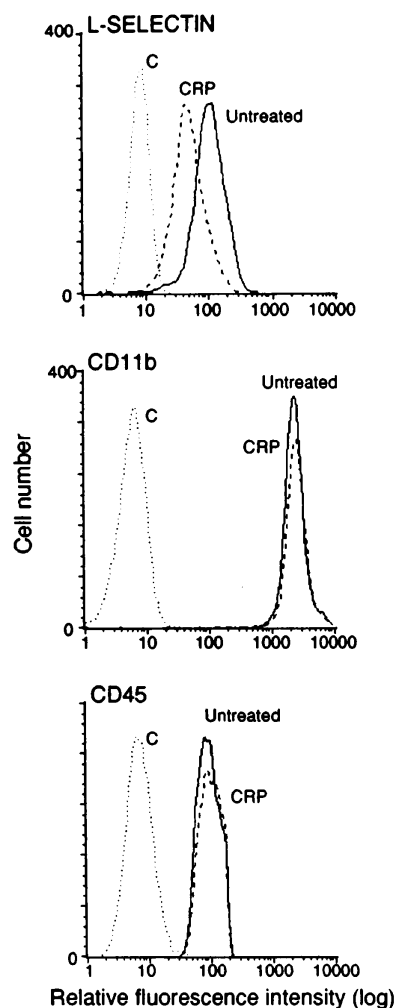 L-SELECTIN
400
C
CRP
Untreated
0
1 10 100 1000 10000
CD11b
400
C
Untreated
CRP
Cell number
0
1 10 100 1000 10000
CD45
C
Untreated
CRP
0
1 10 100 1000 10000
Relative fluorescence intensity (log)